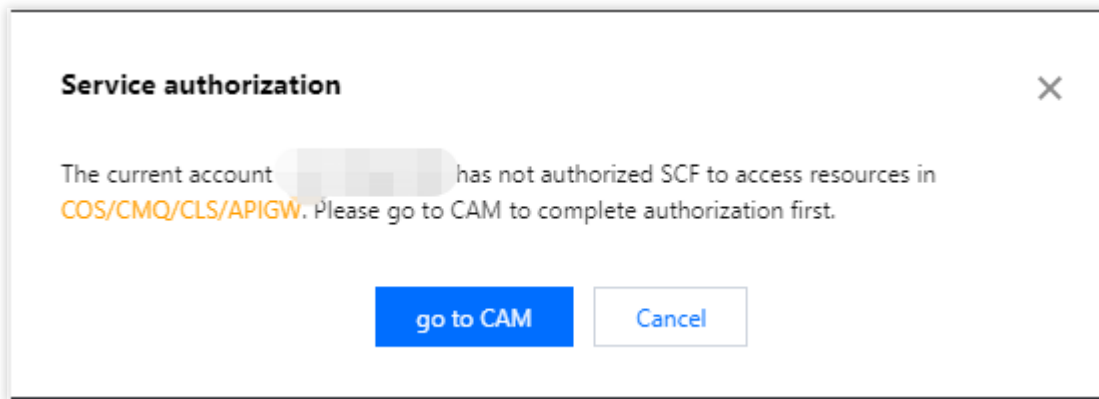 Service authorization
The current account has not authorized SCF to access resources in
COS/CMQ/CLS/APIGW. Please go to CAM to complete authorization first.
go to CAM
Cancel